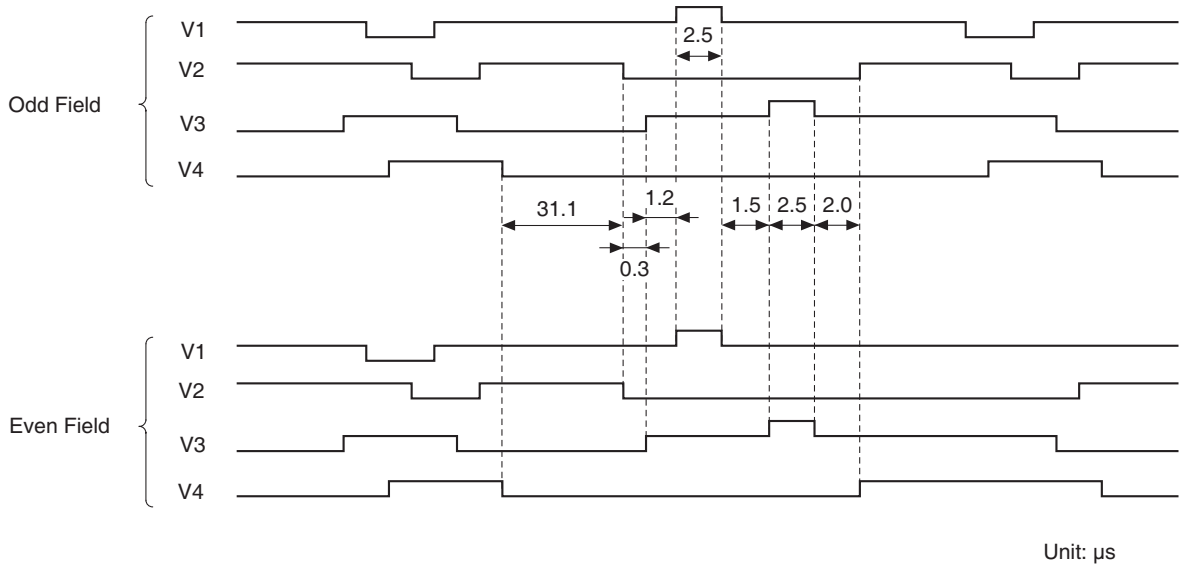 Odd Field
V1
2.5
V2
V3
V4
31.1
1.2
1.5
2.5
2.0
0.3
Even Field
V1
V2
V3
V4
Unit: µs